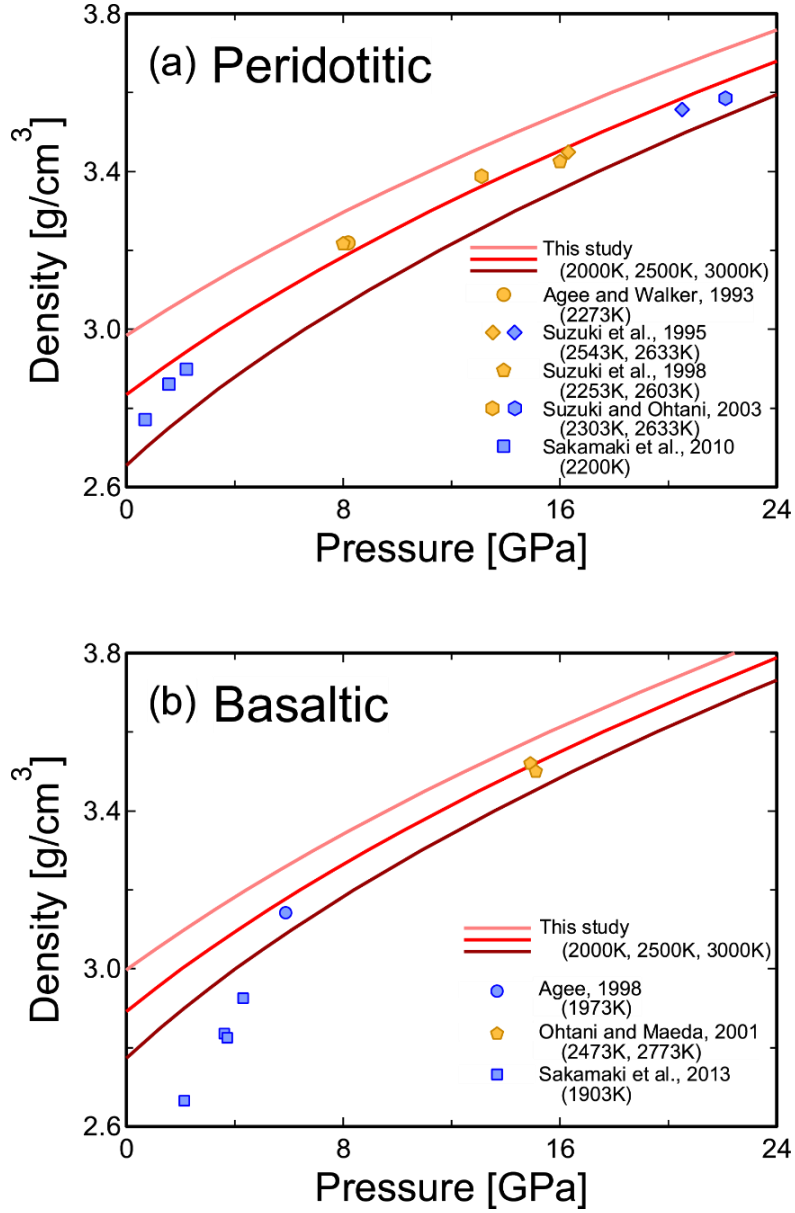 (a) Peridotitic
3.8
3.4
3.0
2.6
Density [g/cm³]
This study
(2000K, 2500K, 3000K)
Agee and Walker, 1993
(2273K)
Suzuki et al., 1995
(2543K, 2633K)
Suzuki et al., 1998
(2253K, 2603K)
Suzuki and Ohtani, 2003
(2303K, 2633K)
Sakamaki et al., 2010
(2200K)
0 8 16 24
Pressure [GPa]
(b) Basaltic
3.8
3.4
3.0
2.6
Density [g/cm³]
This study
(2000K, 2500K, 3000K)
Agee, 1998
(1973K)
Ohtani and Maeda, 2001
(2473K, 2773K)
Sakamaki et al., 2013
(1903K)
0 8 16 24
Pressure [GPa]